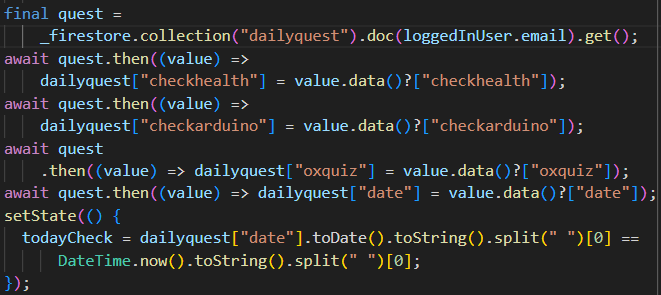 final quest =
    _firestore.collection("dailyquest").doc(loggedInUser.email).get();
await quest.then((value) =>
    dailyquest["checkhealth"] = value.data()?["checkhealth"]);
await quest.then((value) =>
    dailyquest["checkarduino"] = value.data()?["checkarduino"]);
await quest
    .then((value) => dailyquest["oxquiz"] = value.data()?["oxquiz"]);
await quest.then((value) => dailyquest["date"] = value.data()?["date"]);
setState(() {
  todayCheck = dailyquest["date"].toDate().toString().split(" ")[0] ==
      DateTime.now().toString().split(" ")[0];
});